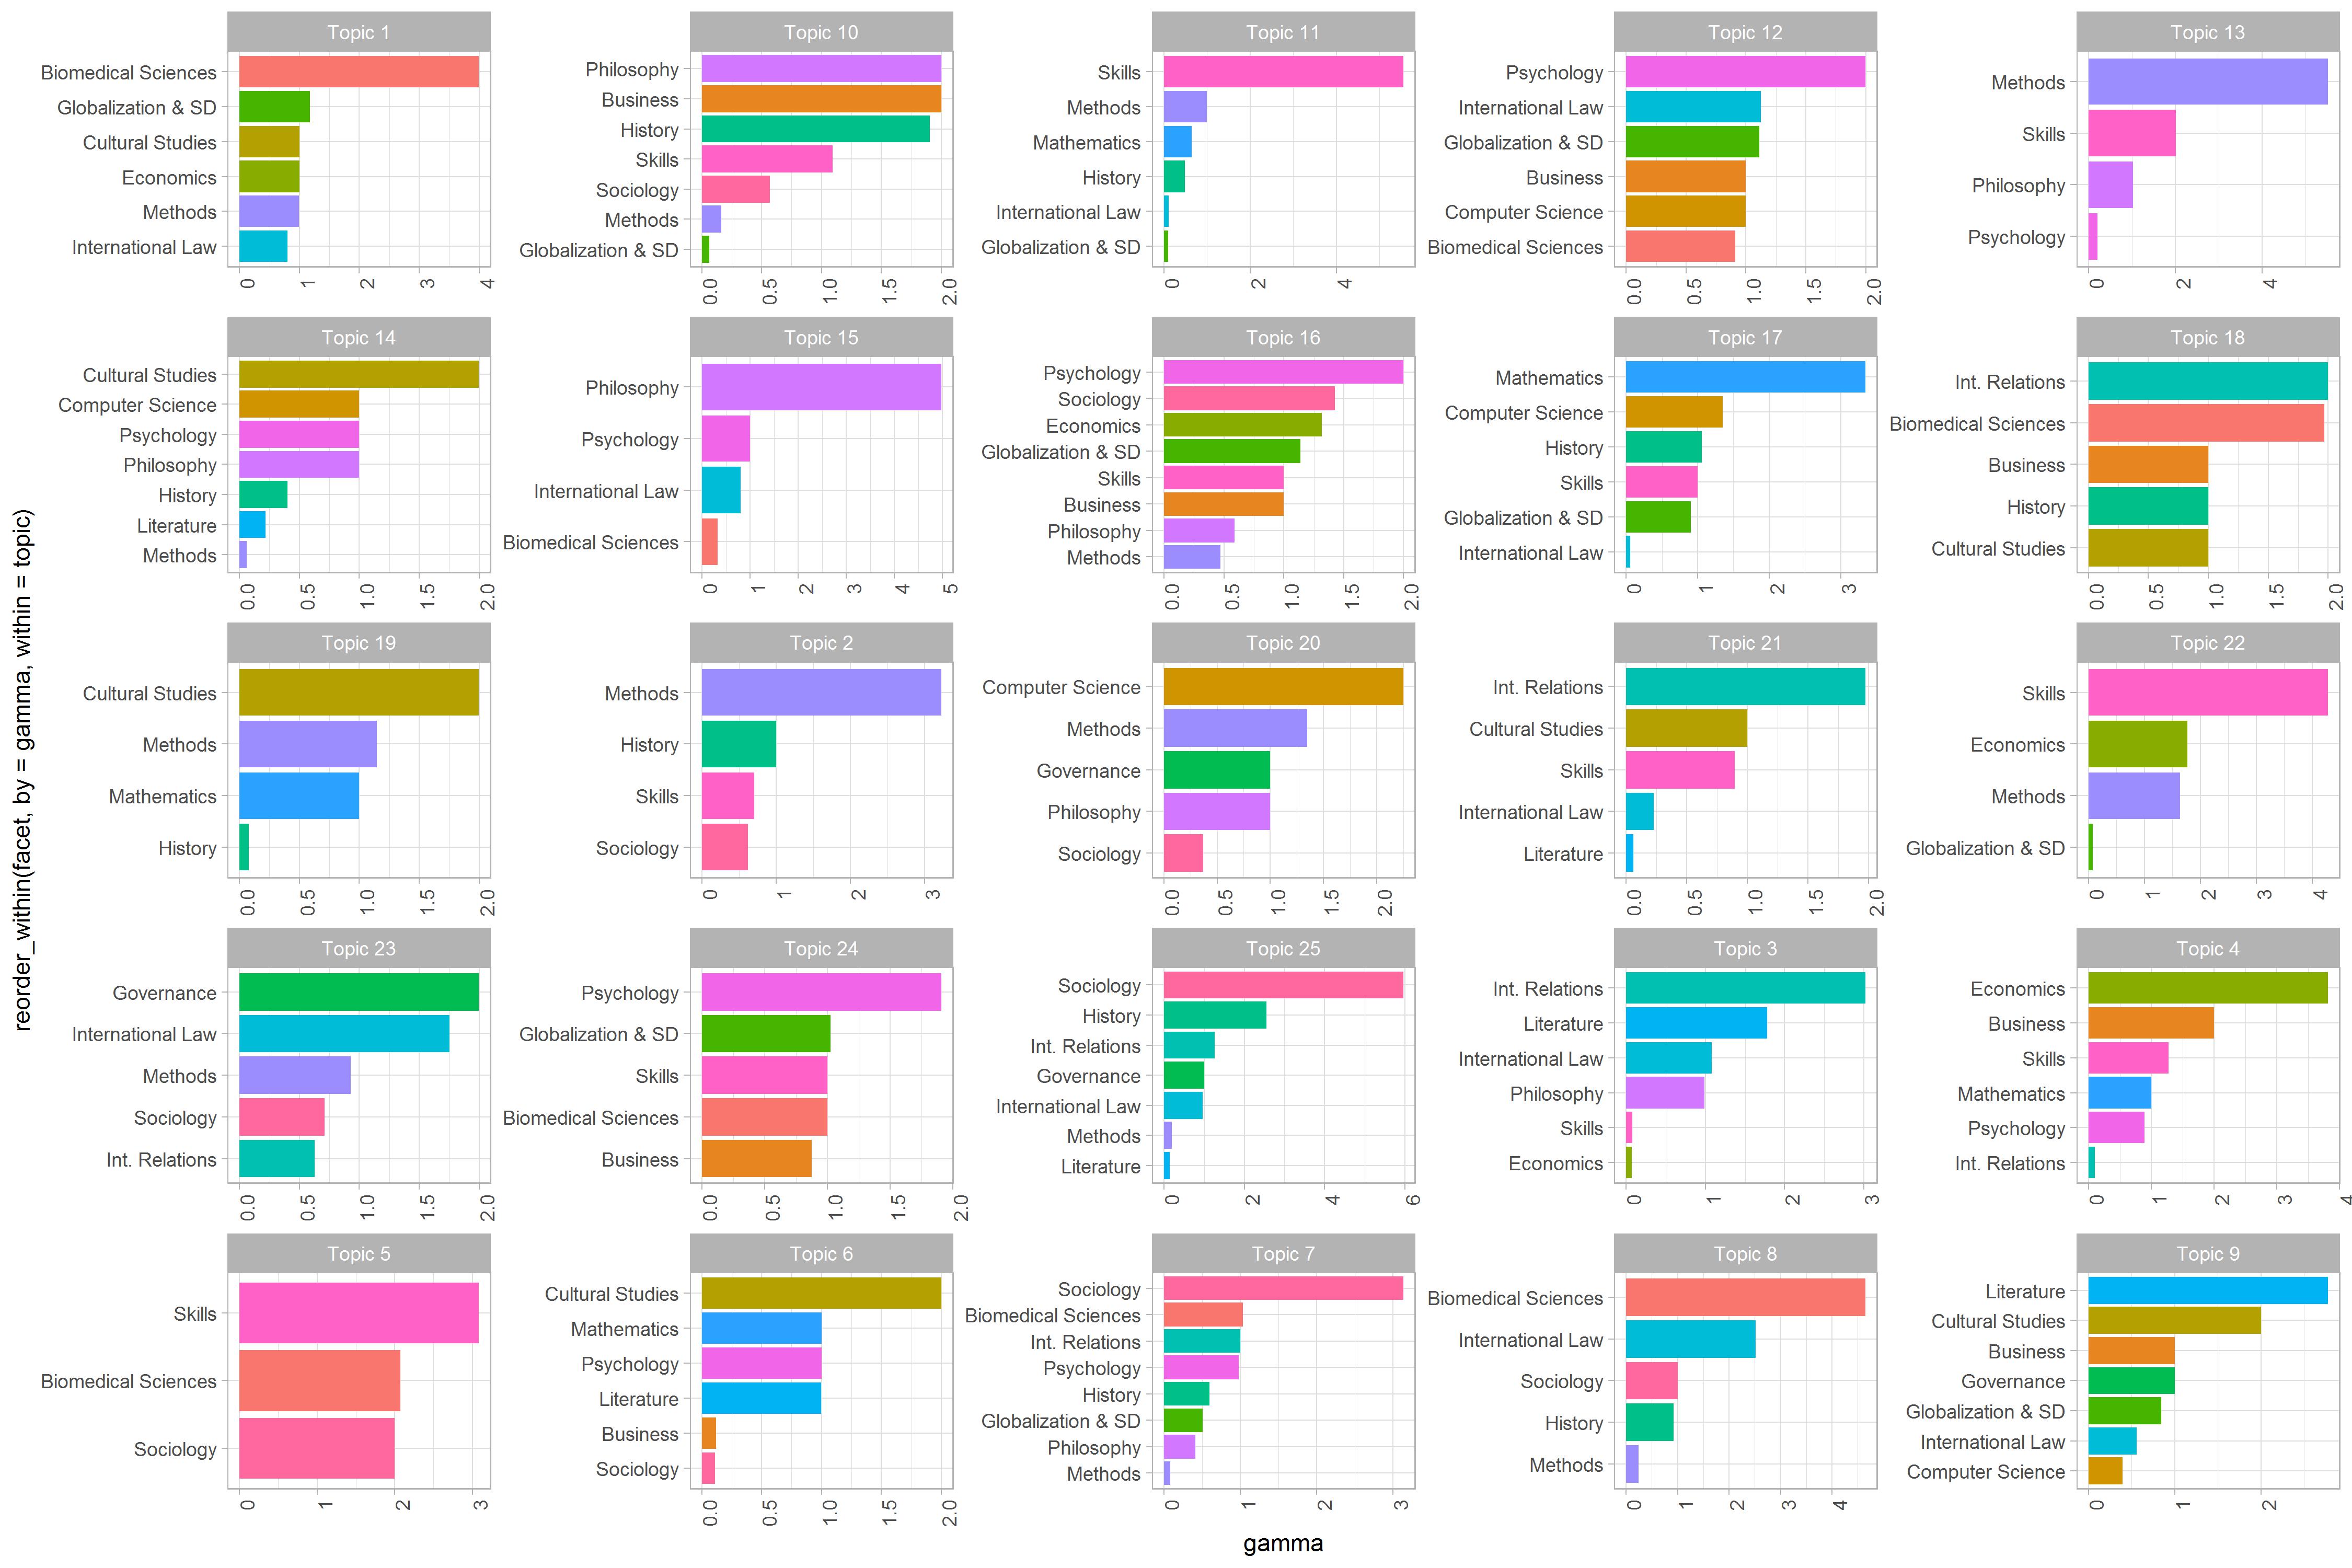 Topic 1
Biomedical Sciences
Globalization & SD
Cultural Studies
Economics
Methods
International Law
0 1 2 3 4
Topic 10
Philosophy
Business
History
Skills
Sociology
Methods
Globalization & SD
0.0 0.5 1.0 1.5 2.0
Topic 11
Skills
Methods
Mathematics
History
International Law
Globalization & SD
0 2 4
Topic 12
Psychology
International Law
Globalization & SD
Business
Computer Science
Biomedical Sciences
0.0 0.5 1.0 1.5 2.0
Topic 13
Methods
Skills
Philosophy
Psychology
0 2 4
Topic 14
Cultural Studies
Computer Science
Psychology
Philosophy
History
Literature
Methods
0.0 0.5 1.0 1.5 2.0
Topic 15
Philosophy
Psychology
International Law
Biomedical Sciences
0 1 2 3 4 5
Topic 16
Psychology
Sociology
Economics
Globalization & SD
Skills
Business
Philosophy
Methods
0.0 0.5 1.0 1.5 2.0
Topic 17
Mathematics
Computer Science
History
Skills
Globalization & SD
International Law
0 1 2 3
Topic 18
Int. Relations
Biomedical Sciences
Business
History
Cultural Studies
0.0 0.5 1.0 1.5 2.0
Topic 19
Cultural Studies
Methods
Mathematics
History
0.0 0.5 1.0 1.5 2.0
Topic 2
Methods
History
Skills
Sociology
0 1 2 3
Topic 20
Computer Science
Methods
Governance
Philosophy
Sociology
0.0 0.5 1.0 1.5 2.0
Topic 21
Int. Relations
Cultural Studies
Skills
International Law
Literature
0.0 0.5 1.0 1.5 2.0
Topic 22
Skills
Economics
Methods
Globalization & SD
0 1 2 3 4
Topic 23
Governance
International Law
Methods
Sociology
Int. Relations
0.0 0.5 1.0 1.5 2.0
Topic 24
Psychology
Globalization & SD
Skills
Biomedical Sciences
Business
0.0 0.5 1.0 1.5 2.0
Topic 25
Sociology
History
Int. Relations
Governance
International Law
Methods
Literature
0 2 4 6
Topic 3
Int. Relations
Literature
International Law
Philosophy
Skills
Economics
0 1 2 3
Topic 4
Economics
Business
Skills
Mathematics
Psychology
Int. Relations
0 1 2 3 4
Topic 5
Skills
Biomedical Sciences
Sociology
0 1 2 3
Topic 6
Cultural Studies
Mathematics
Psychology
Literature
Business
Sociology
0.0 0.5 1.0 1.5 2.0
Topic 7
Sociology
Biomedical Sciences
Int. Relations
Psychology
History
Globalization & SD
Philosophy
Methods
0 1 2 3
Topic 8
Biomedical Sciences
International Law
Sociology
History
Methods
0 1 2 3 4
Topic 9
Literature
Cultural Studies
Business
Governance
Globalization & SD
International Law
Computer Science
0 1 2
reorder_within(facet, by = gamma, within = topic)
gamma